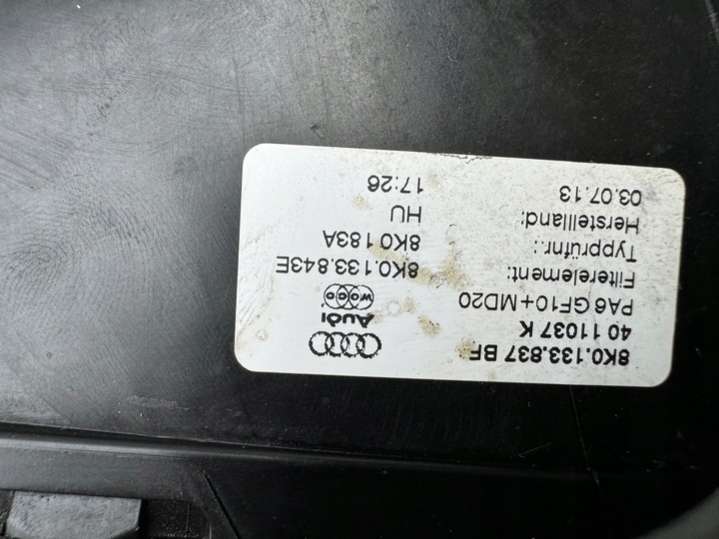 8K0.133.837 BF
40 11037 K
PA6 GF10+MD20
Audi
WOOO
Filterelement: 8K0.133.843E
Typprüfnr.: 8K0 183A
Herstellland: HU
03.07.13 17:26